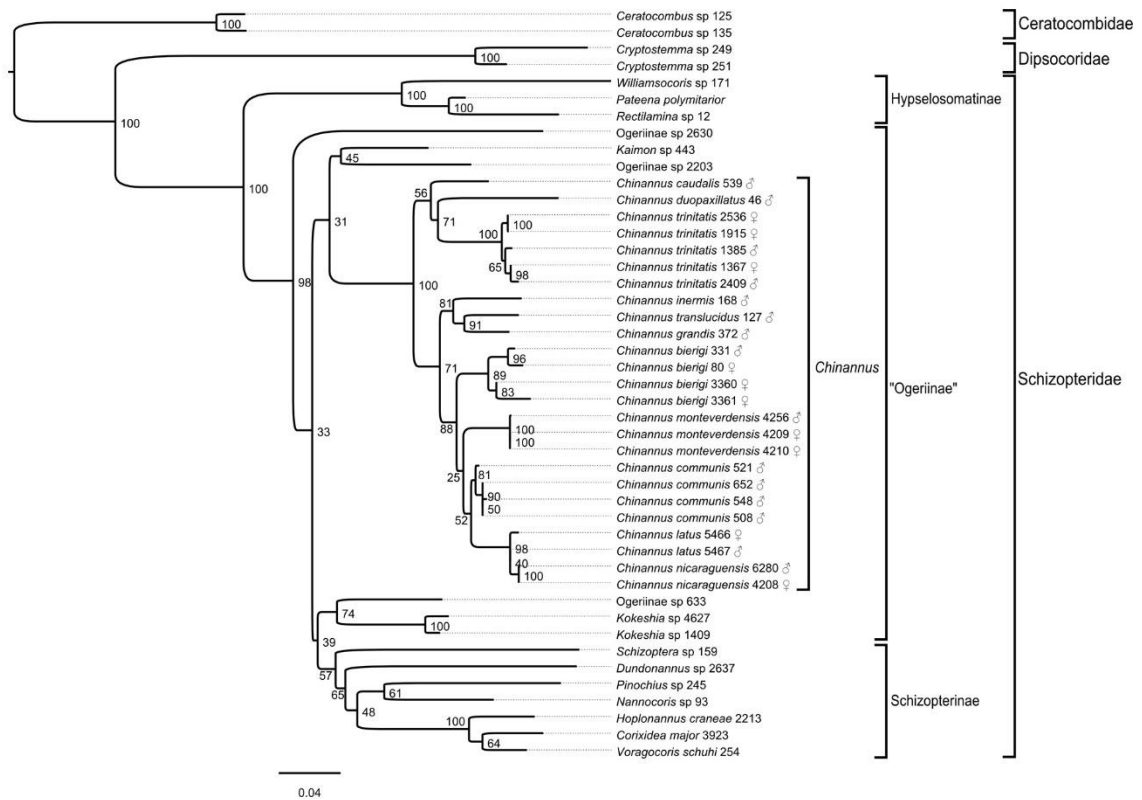 Ceratocombus sp 125
100
Ceratocombus sp 135
Ceratocombidae
Cryptostemma sp 249
100
Cryptostemma sp 251
Dipsocoridae
100
Williamsocoris sp 171
100
Pateena polymitarior
100
Rectilamina sp 12
Hypselosomatinae
100
Ogeriinae sp 2630
Kaimon sp 443
45
Ogeriinae sp 2203
31
98
Chinannus caudalis 539 ♂
56
Chinannus duopaxillatus 46 ♂
71
Chinannus trinitatis 2536 ♀
100
Chinannus trinitatis 1915 ♀
100
Chinannus trinitatis 1385 ♂
65
Chinannus trinitatis 1367 ♀
98
Chinannus trinitatis 2409 ♂
100
Chinannus inermis 168 ♂
81
Chinannus translucidus 127 ♂
91
Chinannus grandis 372 ♂
71
Chinannus bierigi 331 ♂
96
Chinannus bierigi 80 ♀
89
Chinannus bierigi 3360 ♀
83
Chinannus bierigi 3361 ♀
88
Chinannus monteverdensis 4256 ♂
100
Chinannus monteverdensis 4209 ♀
100
Chinannus monteverdensis 4210 ♀
25
Chinannus communis 521 ♂
81
Chinannus communis 652 ♂
90
Chinannus communis 548 ♂
50
Chinannus communis 508 ♂
52
Chinannus latus 5466 ♀
98
Chinannus latus 5467 ♂
40
Chinannus nicaraguensis 6280 ♂
100
Chinannus nicaraguensis 4208 ♀
Chinannus
"Ogeriinae"
Schizopteridae
33
Ogeriinae sp 633
74
Kokeshia sp 4627
100
Kokeshia sp 1409
39
Schizoptera sp 159
57
Dundonannus sp 2637
65
Pinochius sp 245
61
Nannocoris sp 93
48
Hoplonannus craneae 2213
100
Corixidea major 3923
64
Voragocoris schuhi 254
Schizopterinae
0.04